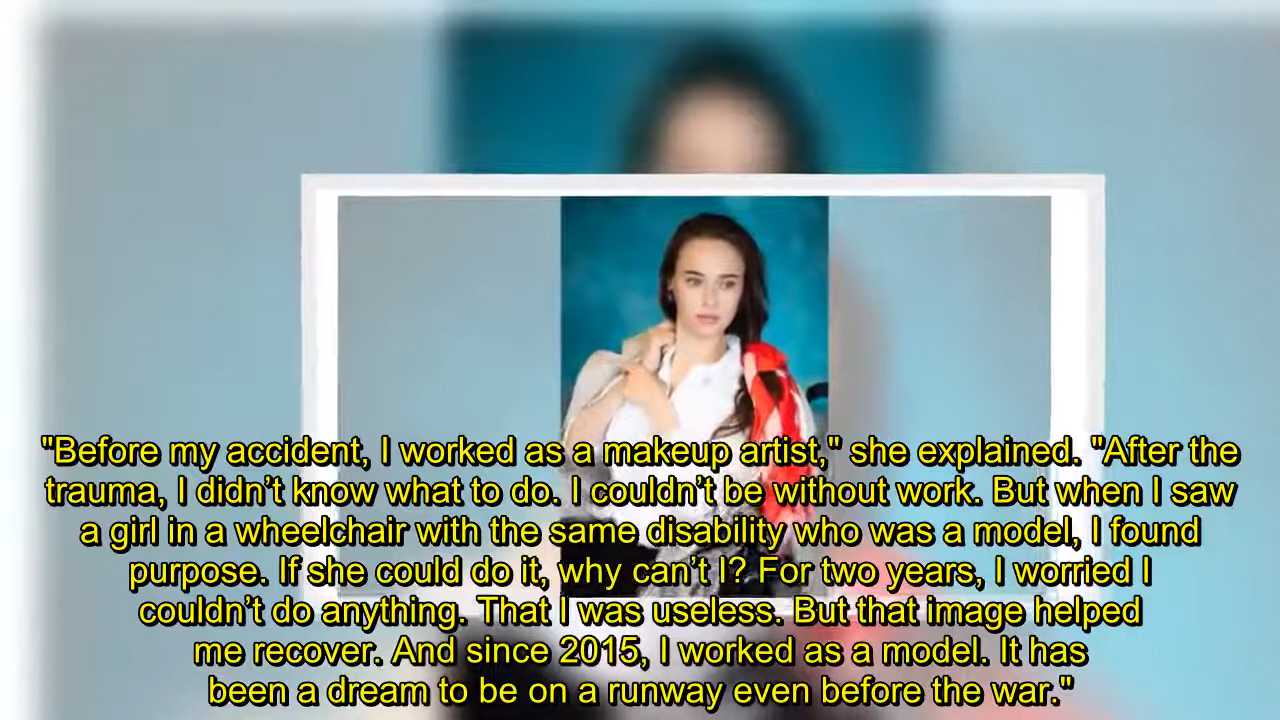 "Before my accident, I worked as a makeup artist," she explained. "After the
trauma, I didn’t know what to do. I couldn’t be without work. But when I saw
a girl in a wheelchair with the same disability who was a model, I found
purpose. If she could do it, why can’t I? For two years, I worried I
couldn’t do anything. That I was useless. But that image helped
me recover. And since 2015, I worked as a model. It has
been a dream to be on a runway even before the war."